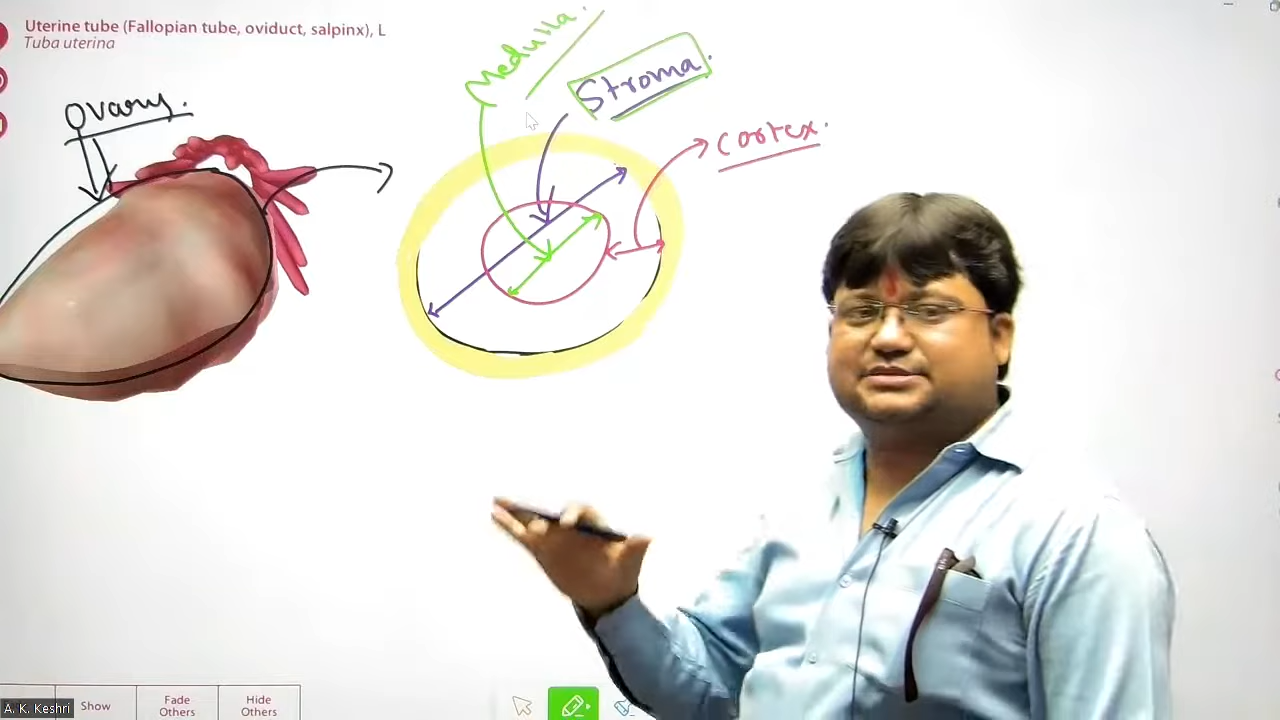 Uterine tube (Fallopian tube, oviduct, salpinx), L
Tuba uterina
Ovary.
Medulla.
Stroma.
cortex.
A. K. Keshri
Show
Fade
Others
Hide
Others